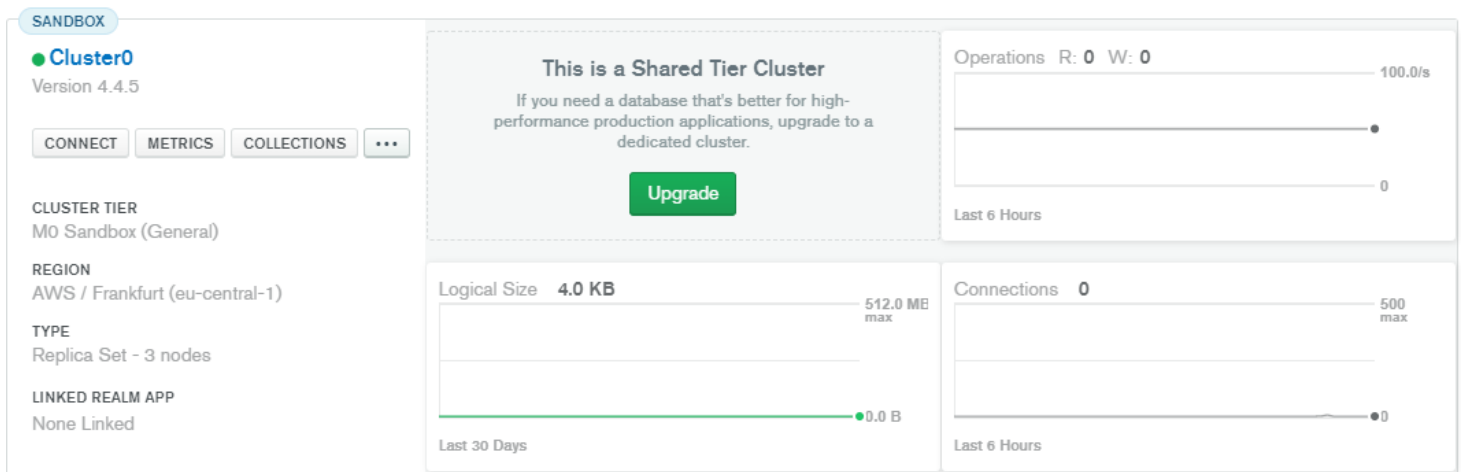 SANDBOX
Cluster0
Version 4.4.5
CONNECT METRICS COLLECTIONS ...
CLUSTER TIER
M0 Sandbox (General)
REGION
AWS / Frankfurt (eu-central-1)
TYPE
Replica Set - 3 nodes
LINKED REALM APP
None Linked
This is a Shared Tier Cluster
If you need a database that's better for high-
performance production applications, upgrade to a
dedicated cluster.
Upgrade
Operations R: 0 W: 0
100.0/s
0
Last 6 Hours
Logical Size 4.0 KB
512.0 MB
max
0.0 B
Last 30 Days
Connections 0
500
max
0
Last 6 Hours